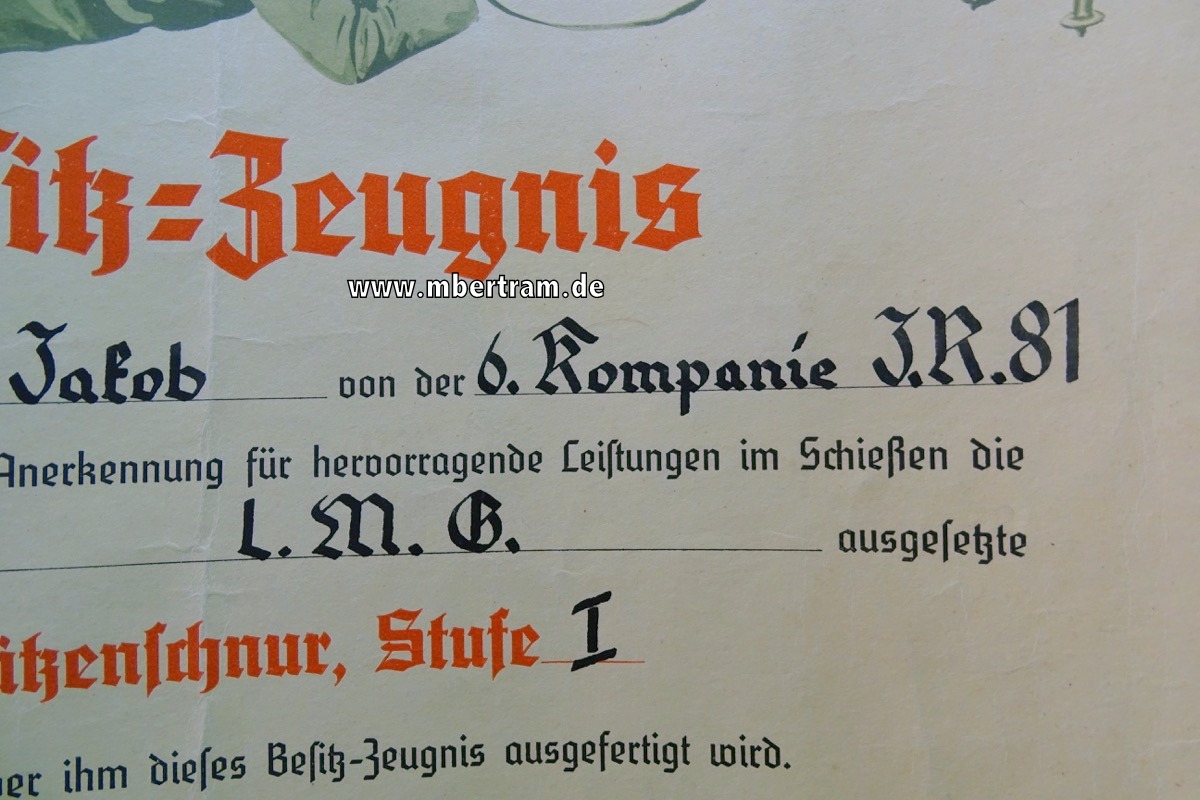 sitz=Zeugnis
www.mbertram.de
Jakob von der 6. Kompanie J.R.81
Anerkennung für hervorragende Leistungen im Schießen die
L. M. G. ausgesetzte
itzenschnur, Stufe I
er ihm dieses Besitz-Zeugnis ausgefertigt wird.